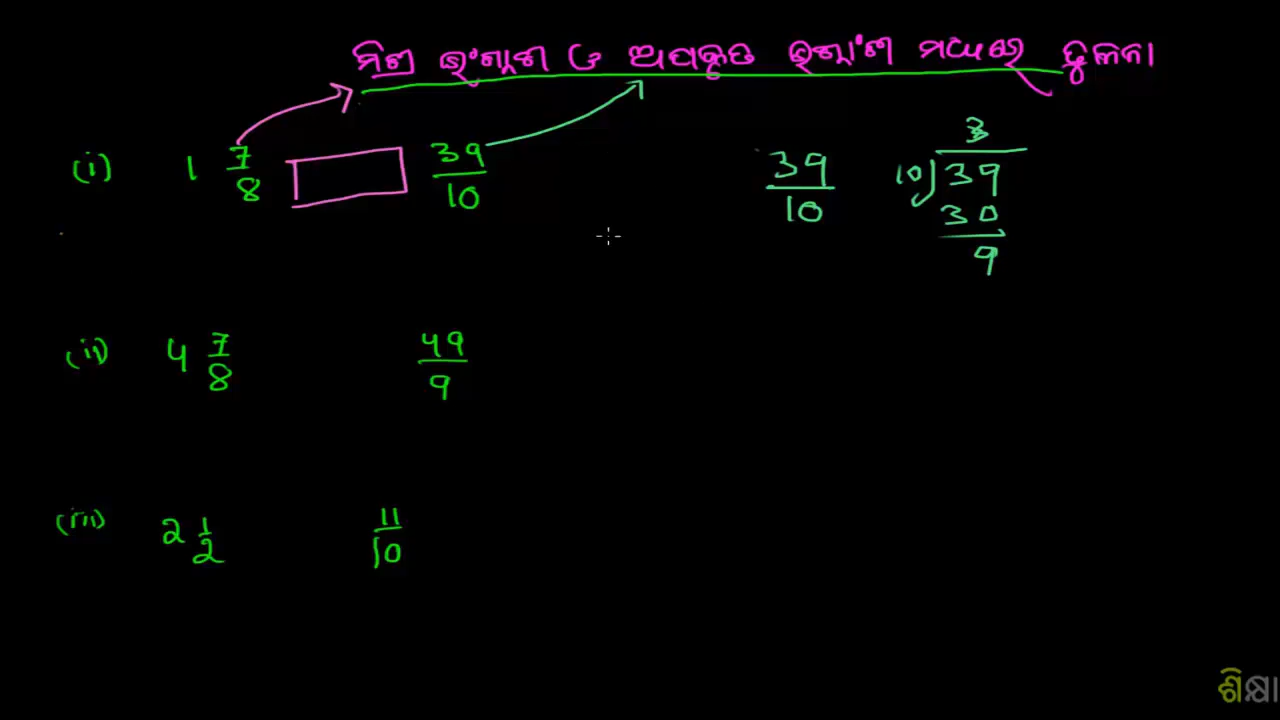 ମିଶ୍ର ଭଗ୍ନାଂଶ ଓ ଅପକୃତ ଭଗ୍ନାଂଶ ମଧ୍ୟରେ ତୁଳନା
(i) 1 7/8 39/10
39/10 10)39 3
30
9
(ii) 4 7/8 49/9
(iii) 2 1/2 11/10
ଶିକ୍ଷା